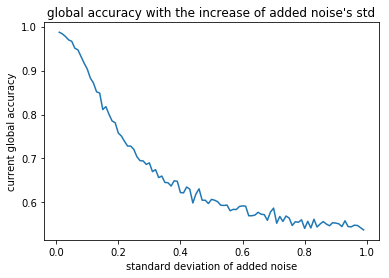 global accuracy with the increase of added noise's std
current global accuracy
1.0
0.9
0.8
0.7
0.6
0.0 0.2 0.4 0.6 0.8 1.0
standard deviation of added noise